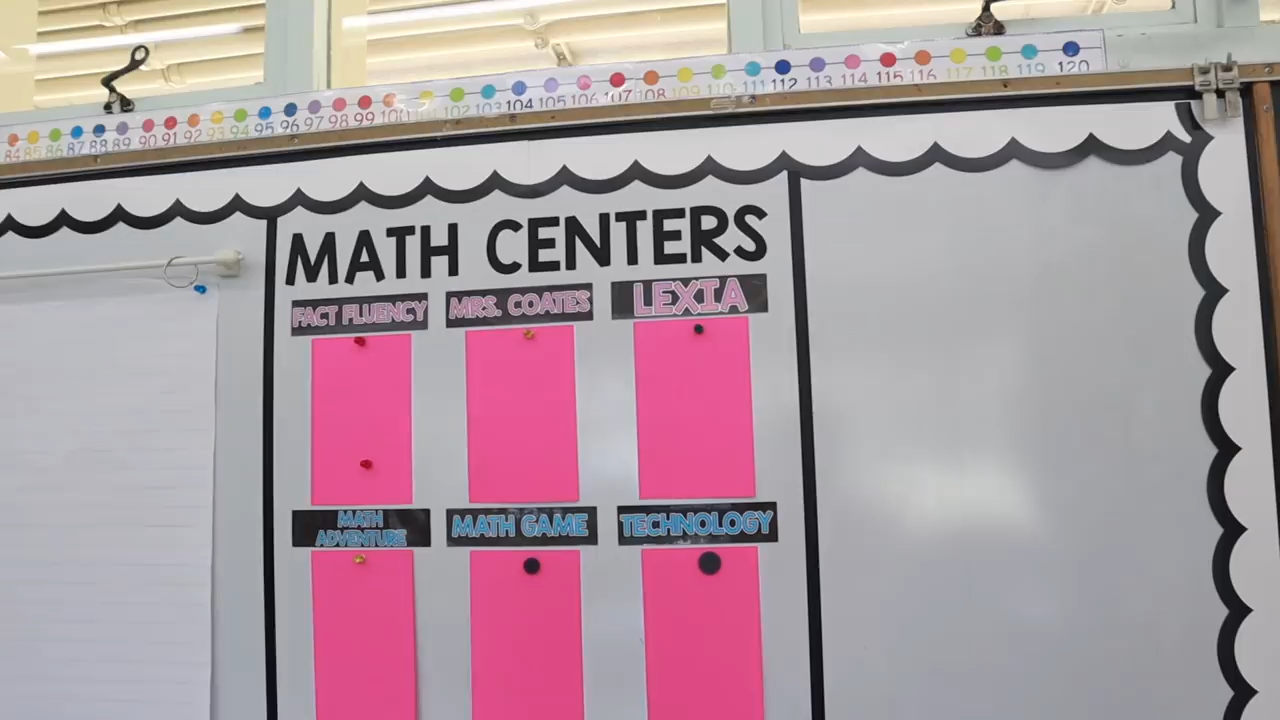 84 85 86 87 88 89 90 91 92 93 94 95 96 97 98 99 100 101 102 103 104 105 106 107 108 109 110 111 112 113 114 115 116 117 118 119 120
MATH CENTERS
FACT FLUENCY MRS. COATES LEXIA
MATH
ADVENTURE
MATH GAME
TECHNOLOGY